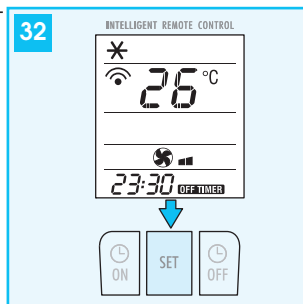 32
INTELLIGENT REMOTE CONTROL
26°C
23:30 OFF TIMER
ON SET OFF